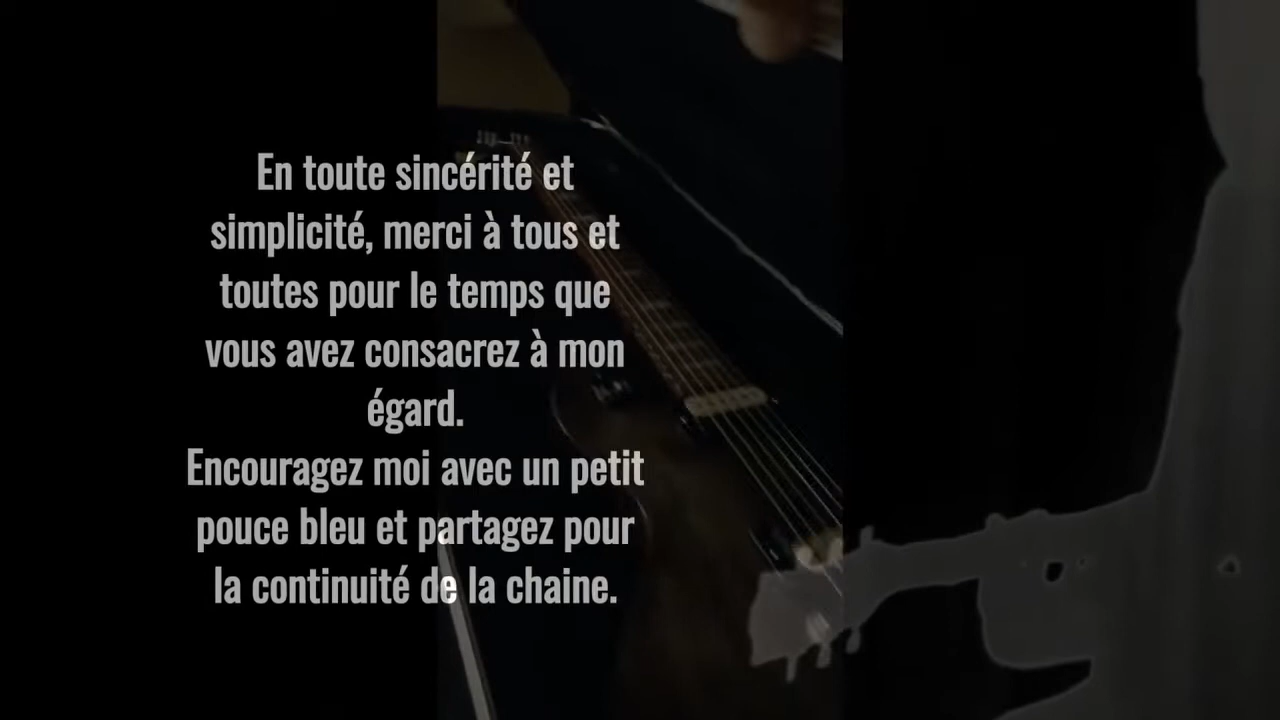 En toute sincérité et
simplicité, merci à tous et
toutes pour le temps que
vous avez consacrez à mon
égard.
Encouragez moi avec un petit
pouce bleu et partagez pour
la continuité de la chaine.